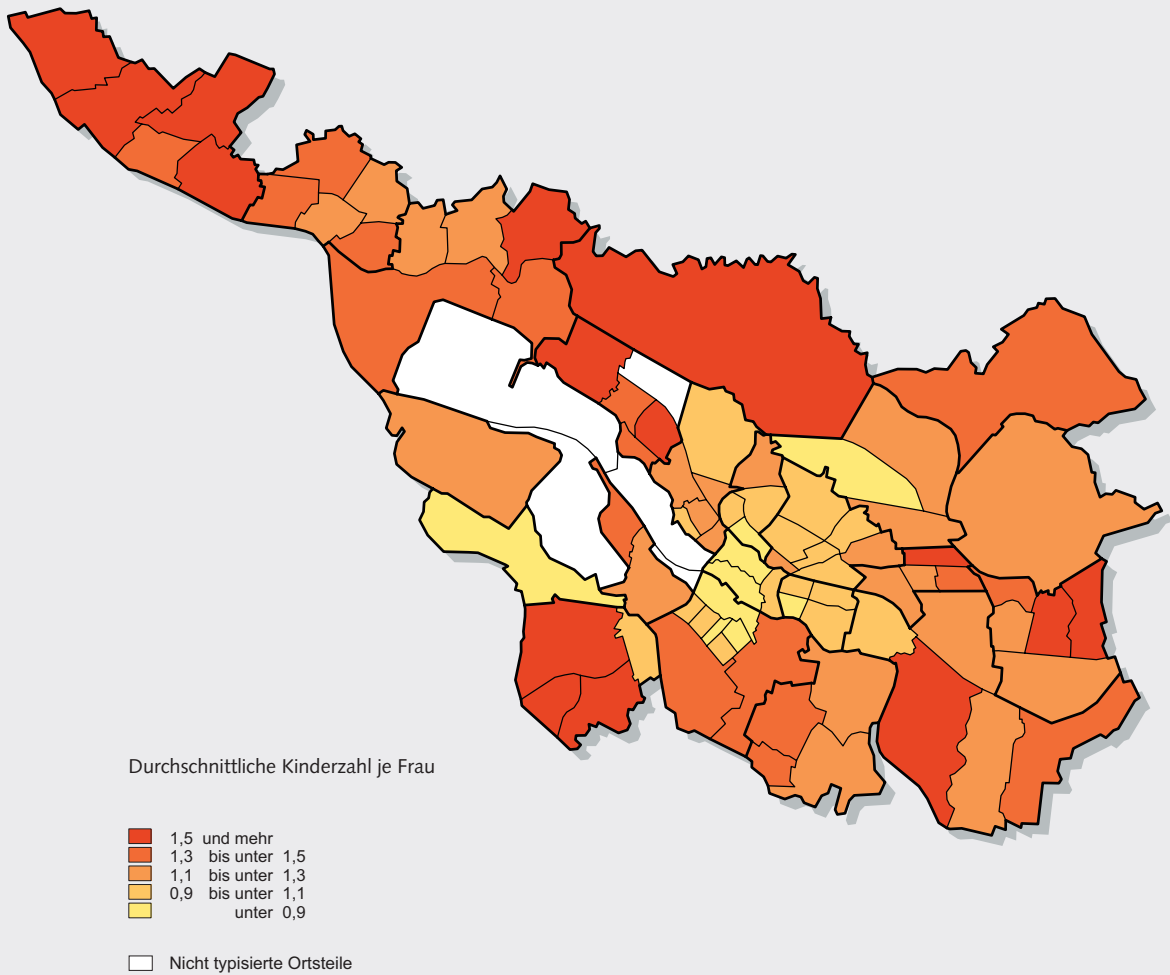 Durchschnittliche Kinderzahl je Frau
1,5 und mehr
1,3 bis unter 1,5
1,1 bis unter 1,3
0,9 bis unter 1,1
unter 0,9
Nicht typisierte Ortsteile